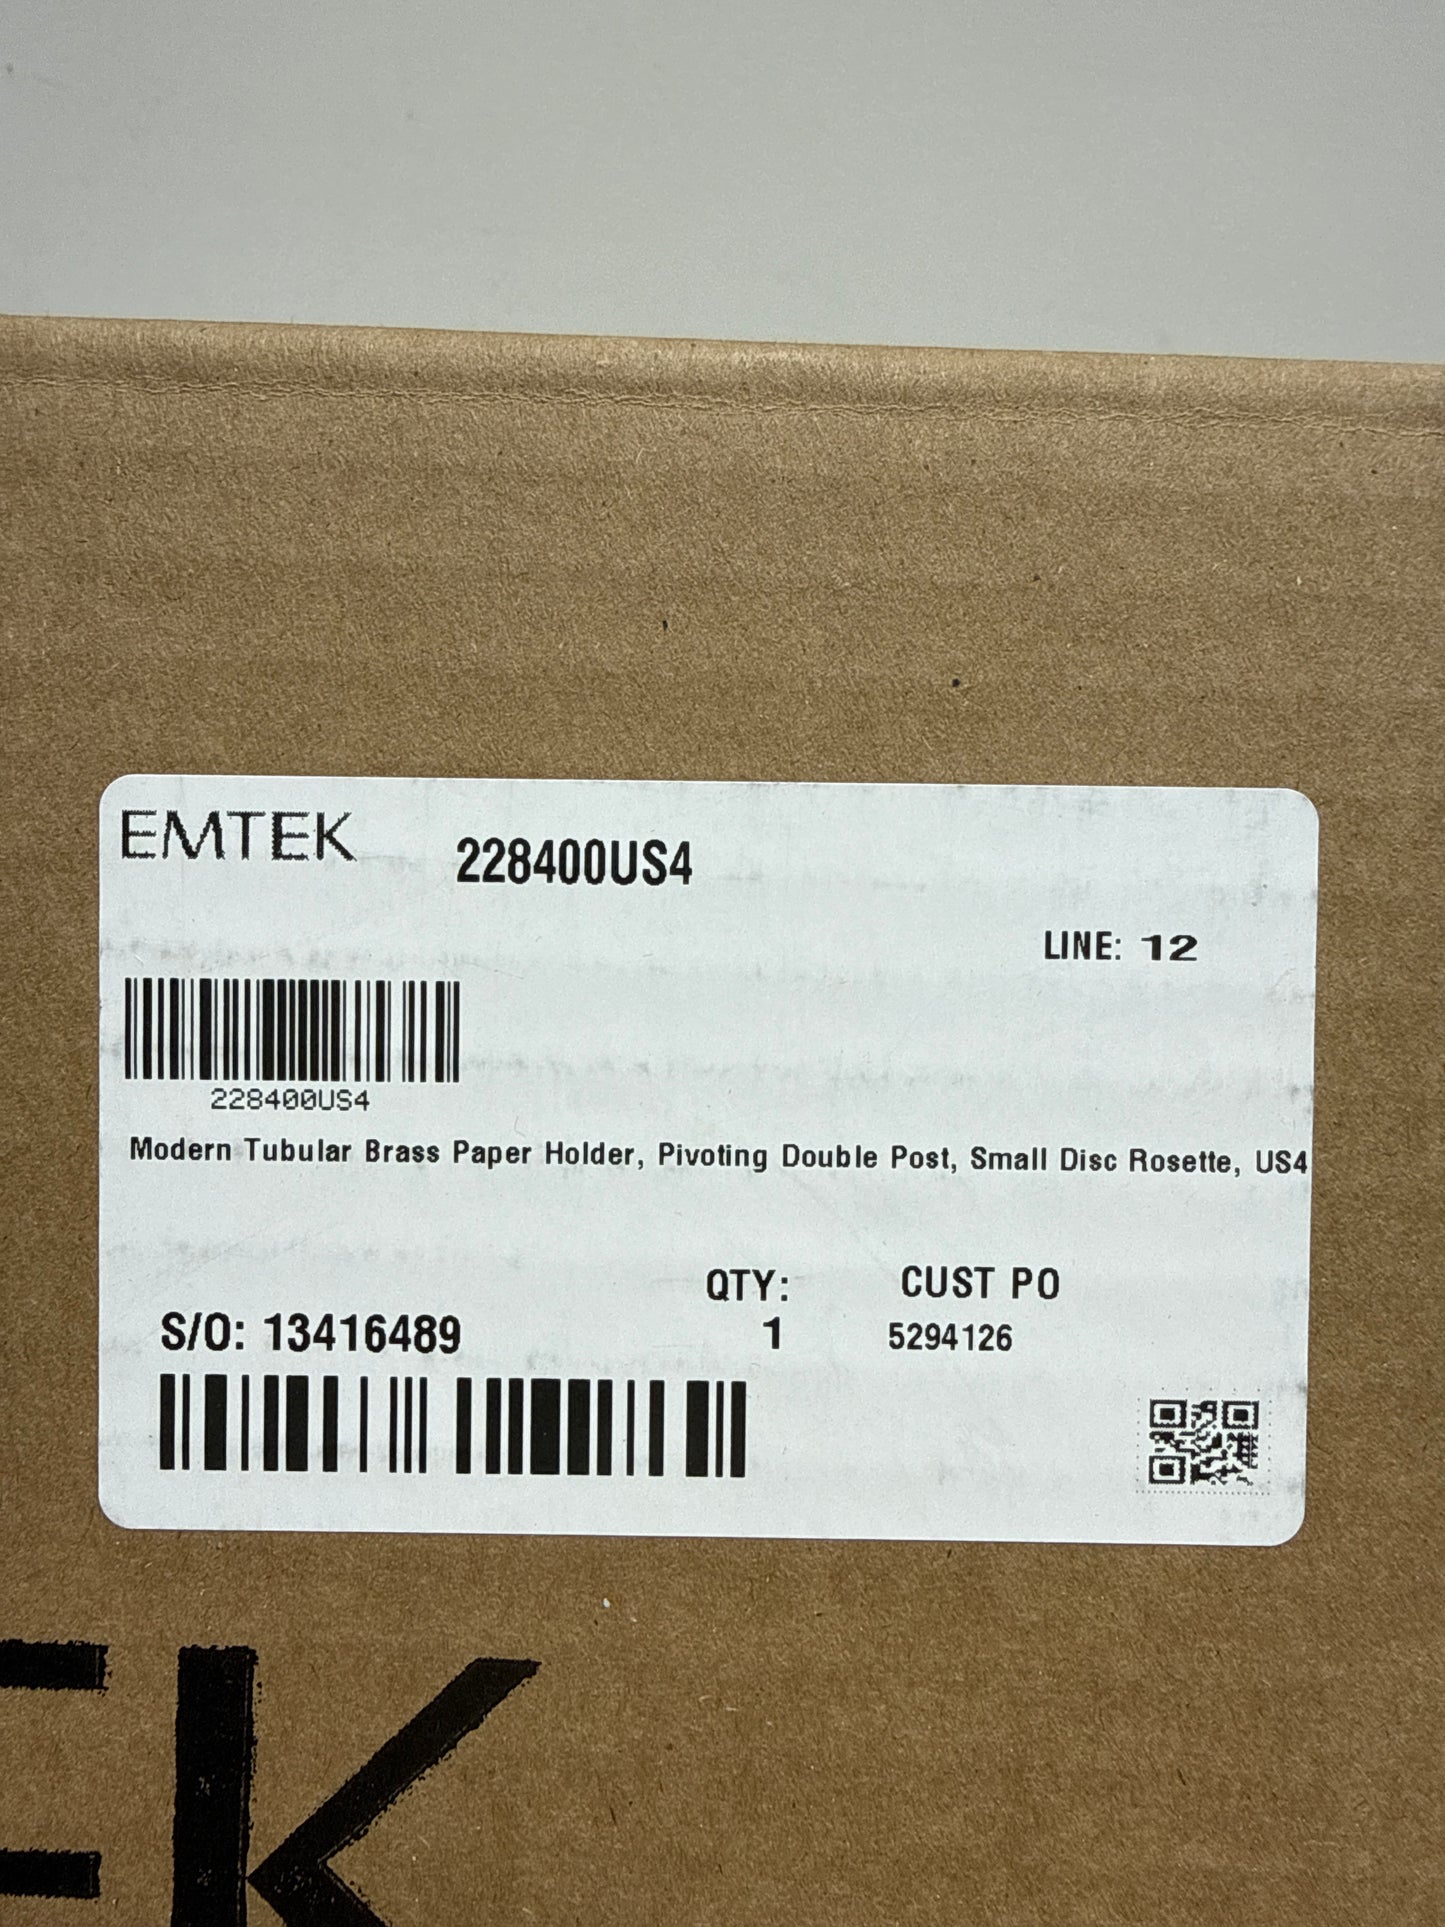 EMTEK
228400US4
LINE: 12
228400US4
Modern Tubular Brass Paper Holder, Pivoting Double Post, Small Disc Rosette, US4
QTY:
CUST PO
S/O: 13416489
1
5294126
EK